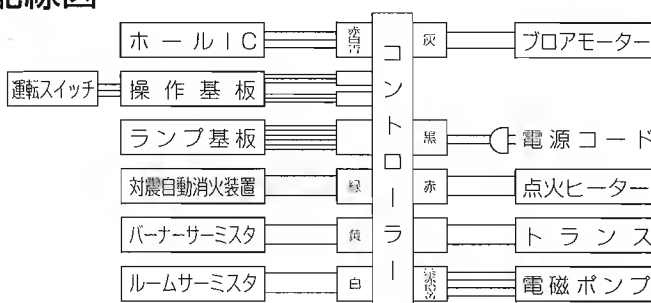 ホールIC 赤白青 コントローラー 灰 ブロアモーター
運転スイッチ 操作基板
ランプ基板 黒 電源コード
対震自動消火装置 緑 赤 点火ヒーター
バーナーサーミスタ 黄 トランス
ルームサーミスタ 白 電磁ポンプ